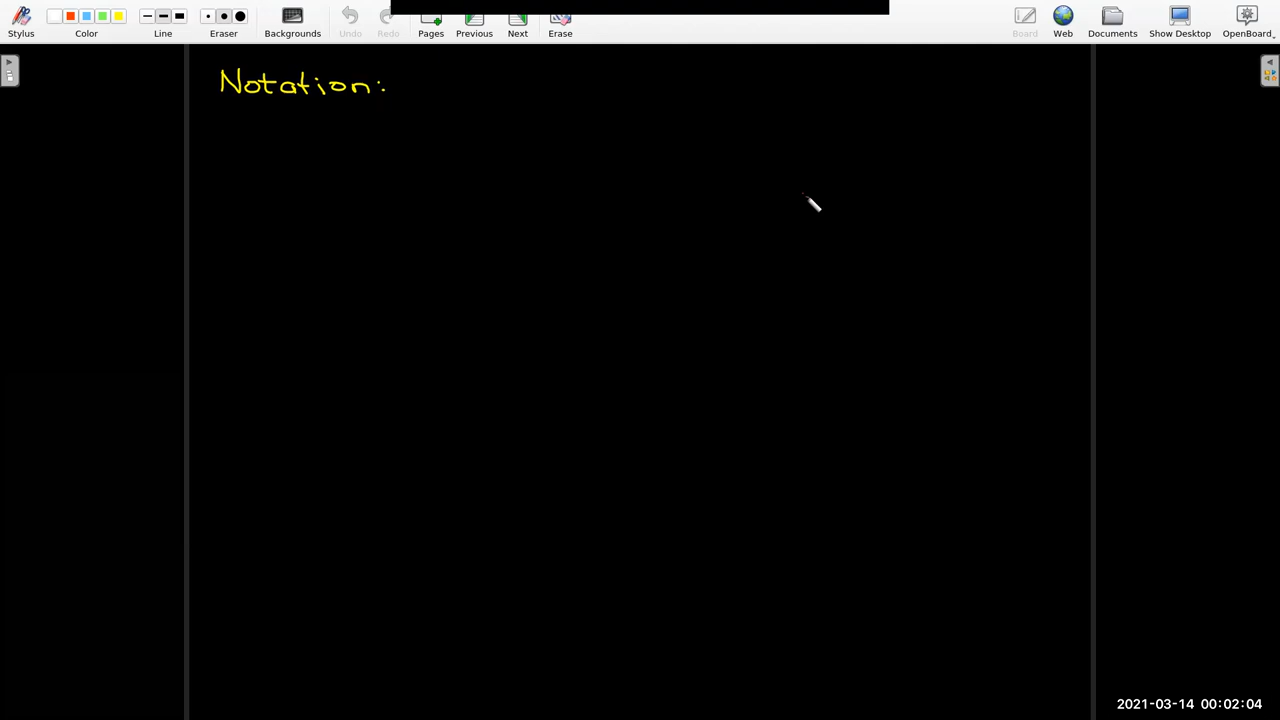 Stylus Color Line Eraser Backgrounds Undo Redo Pages Previous Next Erase Board Web Documents Show Desktop OpenBoard
Notation:
2021-03-14 00:02:04